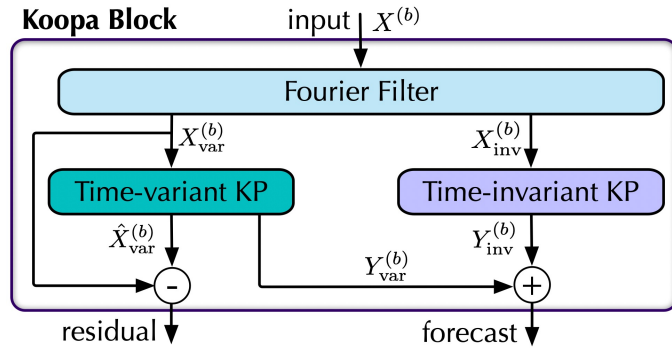 Koopa Block
input X^(b)
Fourier Filter
X_var^(b)
X_inv^(b)
Time-variant KP
Time-invariant KP
X̂_var^(b)
Y_var^(b)
Y_inv^(b)
-
+
residual
forecast